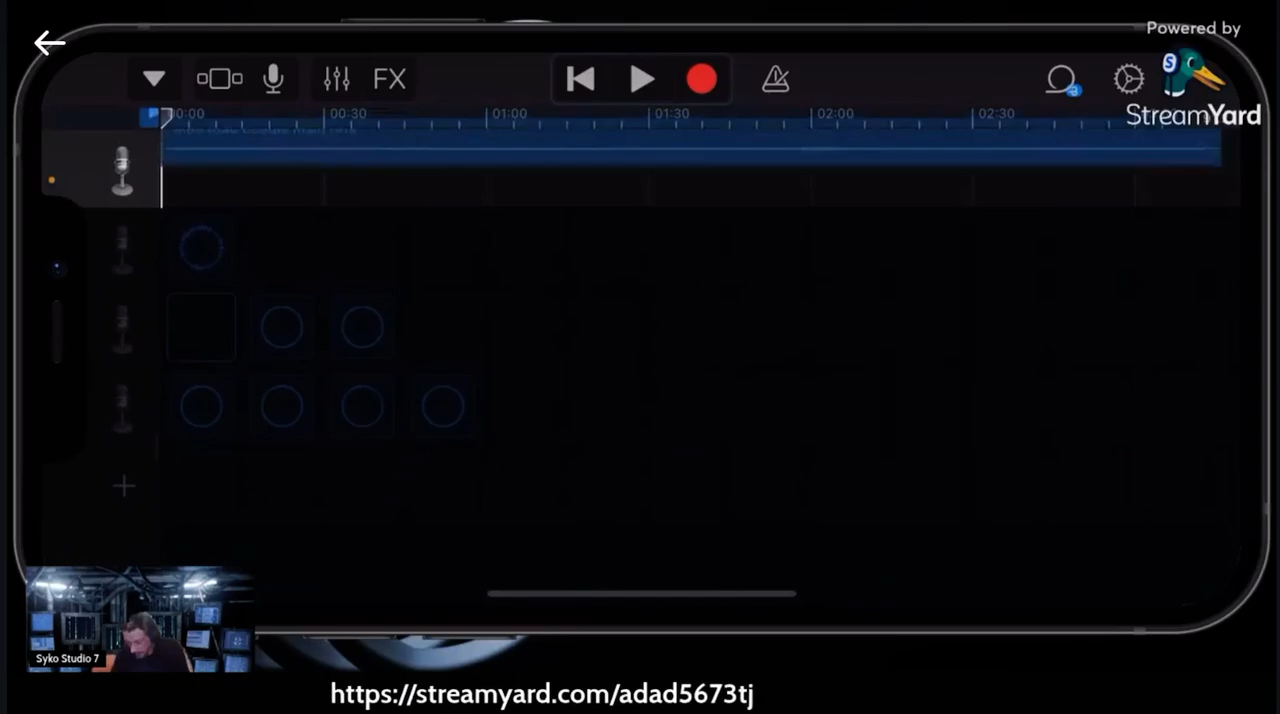 Powered by
StreamYard
FX
00:00 00:30 01:00 01:30 02:00 02:30
Syko Studio 7
https://streamyard.com/adad5673tj